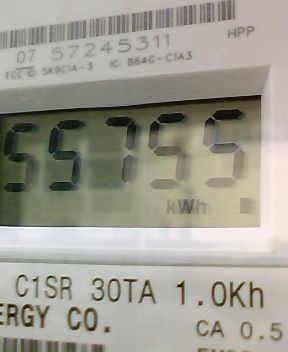 07 57245311
HPP
FCC ID: SK9C1A-3 IC: B64G-C1A3
55755
kWh
C1SR 30TA 1.0Kh
ERGY CO.
CA 0.5